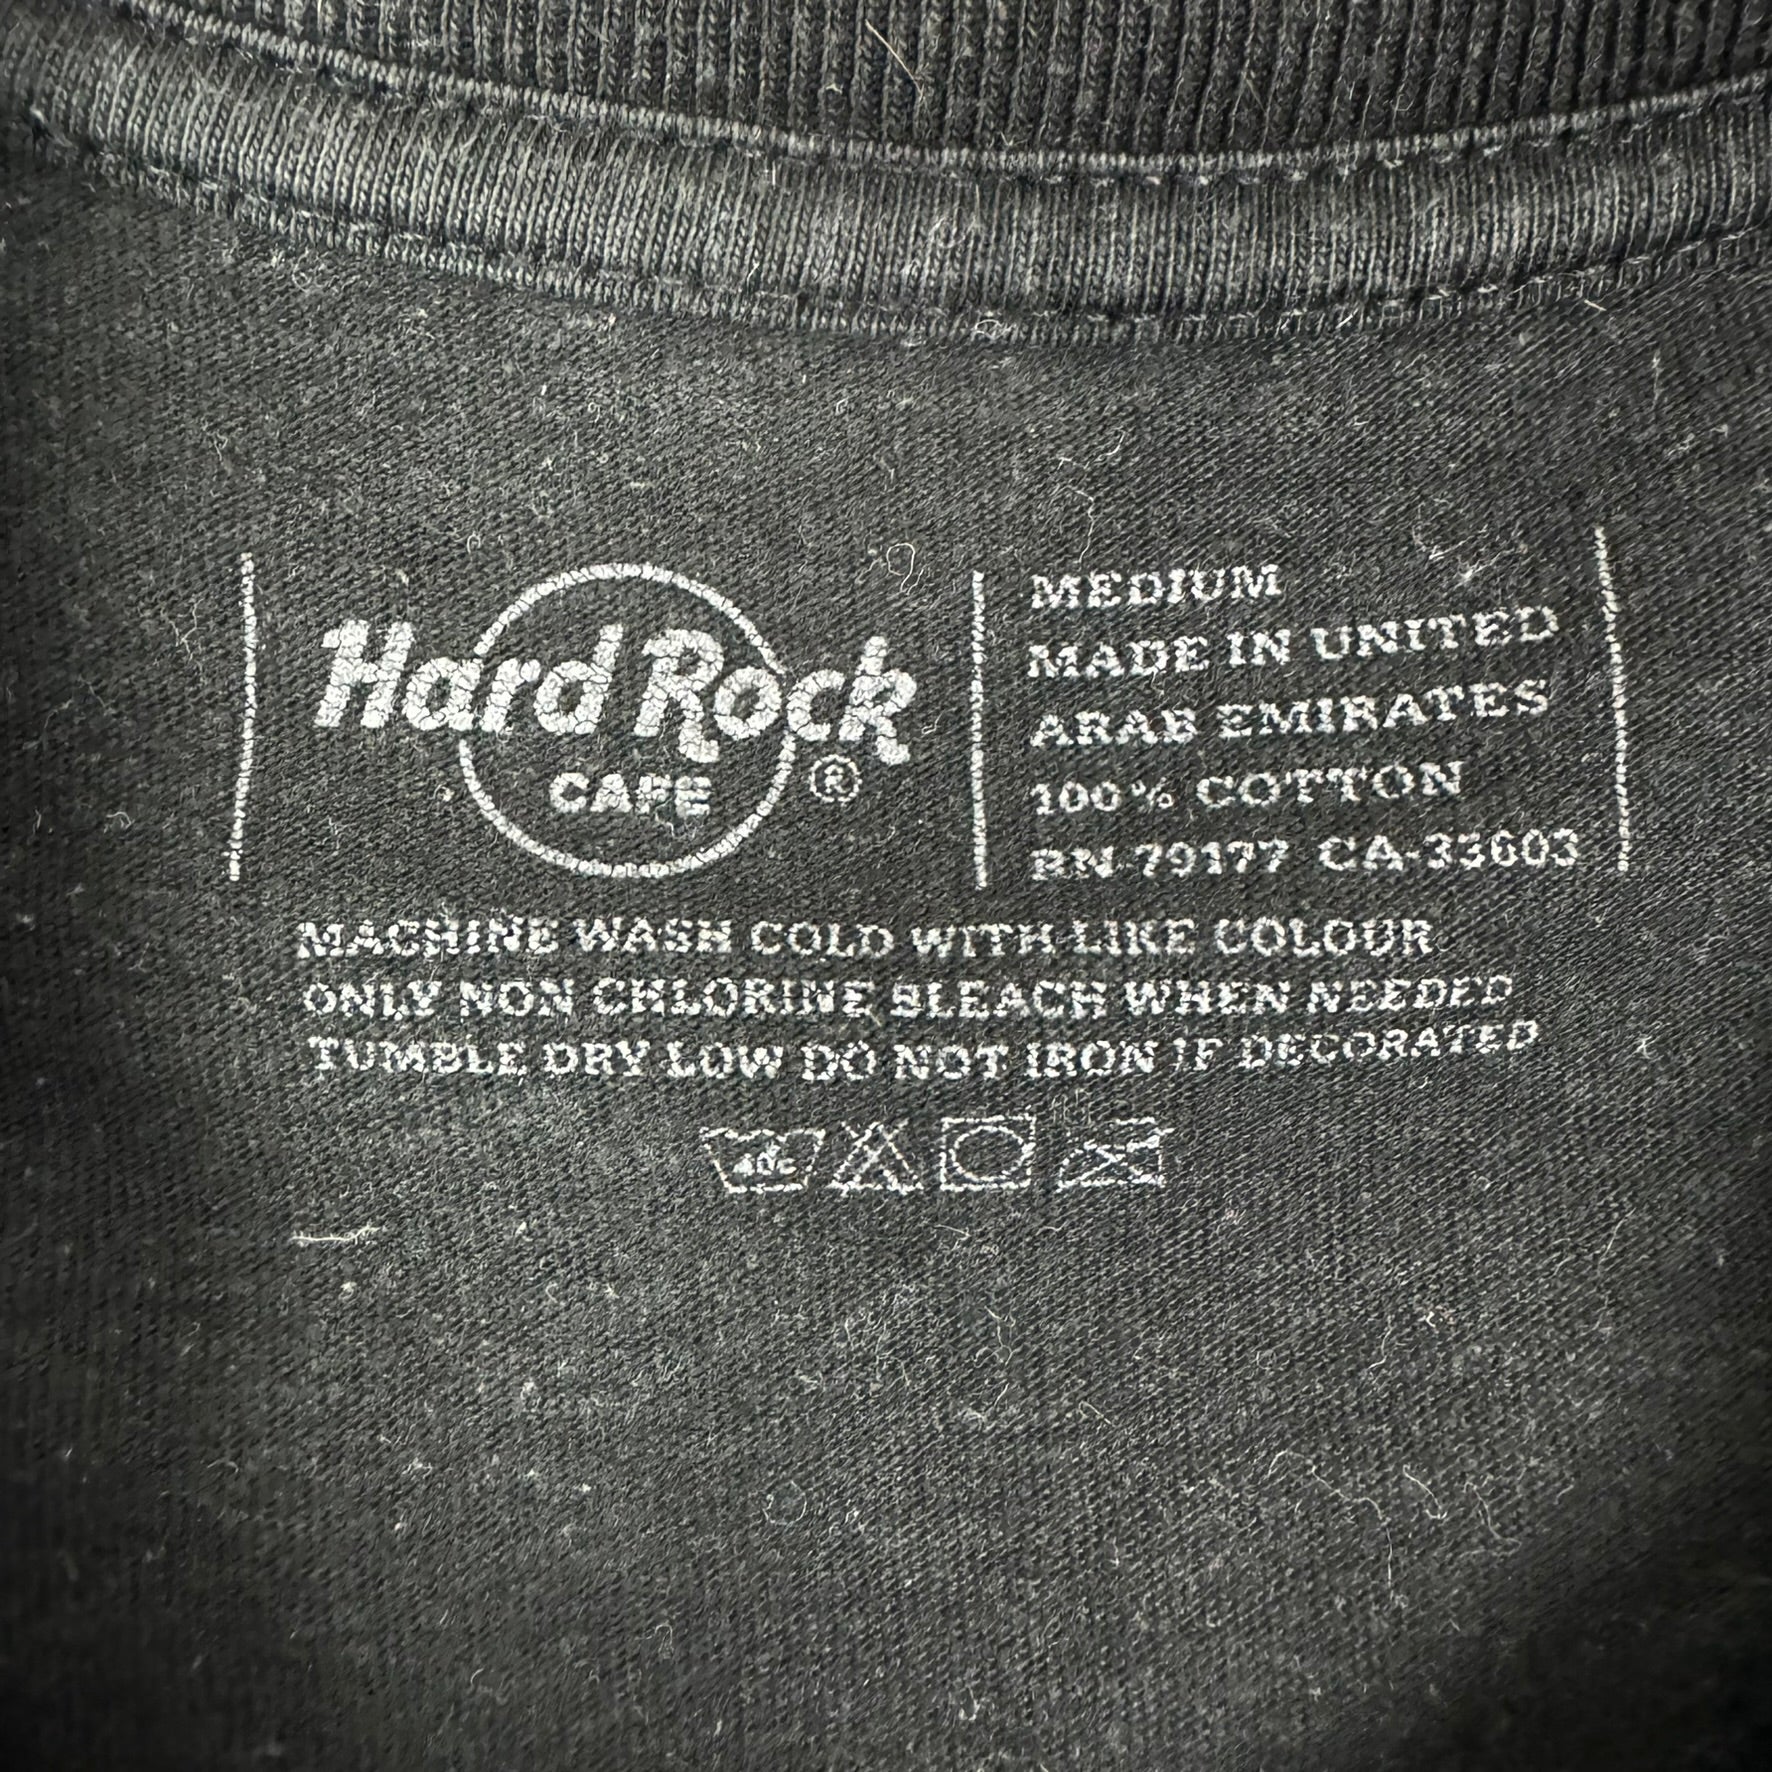 Hard Rock
CAFE
®
MEDIUM
MADE IN UNITED
ARAB EMIRATES
100% COTTON
RN-79177 CA-33603
MACHINE WASH COLD WITH LIKE COLOUR
ONLY NON CHLORINE BLEACH WHEN NEEDED
TUMBLE DRY LOW DO NOT IRON IF DECORATED
40c